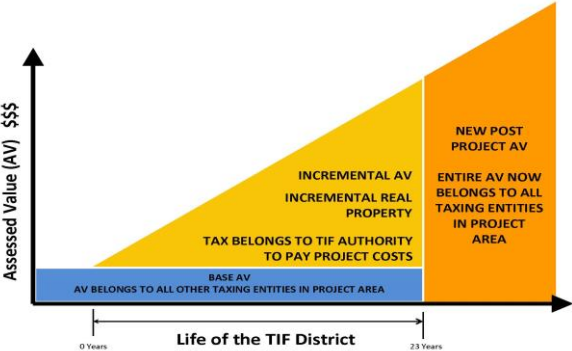 Assessed Value (AV) $$$
INCREMENTAL AV
INCREMENTAL REAL
PROPERTY
TAX BELONGS TO TIF AUTHORITY
TO PAY PROJECT COSTS
BASE AV
AV BELONGS TO ALL OTHER TAXING ENTITIES IN PROJECT AREA
NEW POST
PROJECT AV
ENTIRE AV NOW
BELONGS TO ALL
TAXING ENTITIES
IN PROJECT
AREA
0 Years
Life of the TIF District
23 Years